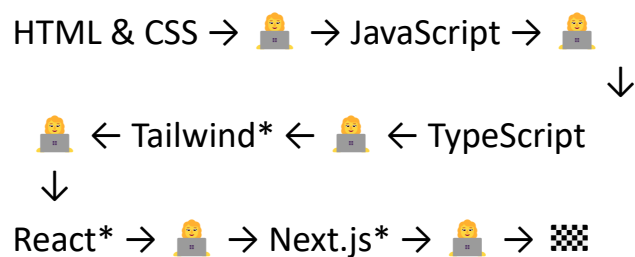 HTML & CSS → 👩‍💻 → JavaScript → 👩‍💻
↓
👩‍💻 ← Tailwind* ← 👩‍💻 ← TypeScript
↓
React* → 👩‍💻 → Next.js* → 👩‍💻 → 🏁